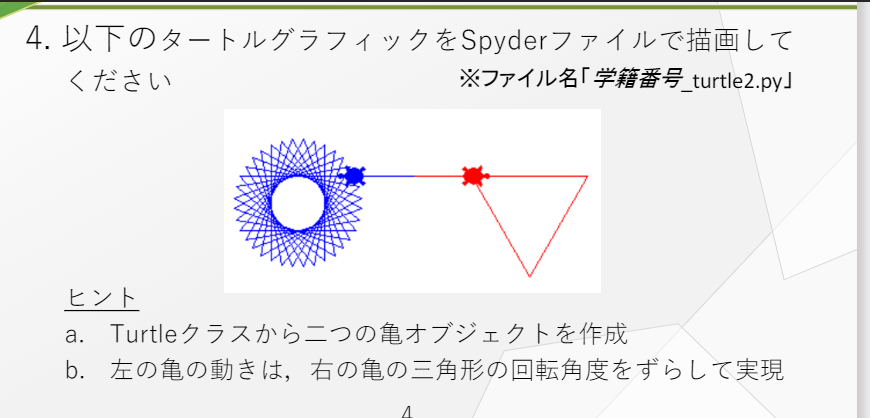 4. 以下のタートルグラフィックをSpyderファイルで描画して
ください
※ファイル名「学籍番号_turtle2.py」
ヒント
a. Turtleクラスから二つの亀オブジェクトを作成
b. 左の亀の動きは，右の亀の三角形の回転角度をずらして実現
4